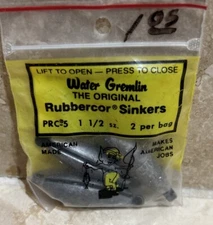 1 05
LIFT TO OPEN — PRESS TO CLOSE
Water Gremlin
THE ORIGINAL
Rubbercor® Sinkers
PRC-5 1 1/2 oz. 2 per bag
AMERICAN MADE
MAKES AMERICAN JOBS